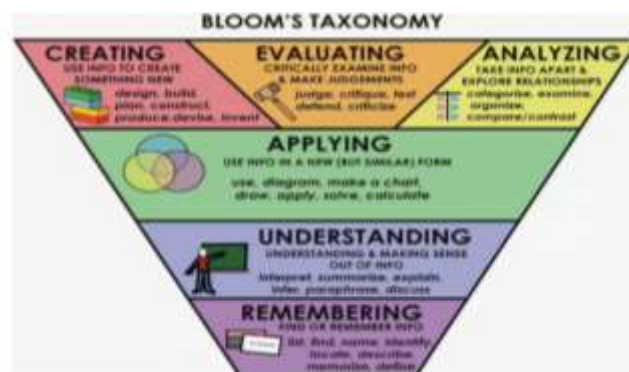 BLOOM'S TAXONOMY
CREATING
USE INFO TO CREATE
SOMETHING NEW
design, build,
plan, construct,
produce, devise, invent
EVALUATING
CRITICALLY EXAMINE INFO
& MAKE JUDGEMENTS
judge, critique, test
defend, criticize
ANALYZING
TAKE INFO APART &
EXPLORE RELATIONSHIPS
categorize, examine,
organize,
compare/contrast
APPLYING
USE INFO IN A NEW (BUT SIMILAR) FORM
use, diagram, make a chart,
draw, apply, solve, calculate
UNDERSTANDING
UNDERSTANDING & MAKING SENSE
OUT OF INFO
interpret, summarize, explain,
infer, paraphrase, discuss
REMEMBERING
FIND OR REMEMBER INFO
list, find, name, identify,
locate, describe,
memorize, define